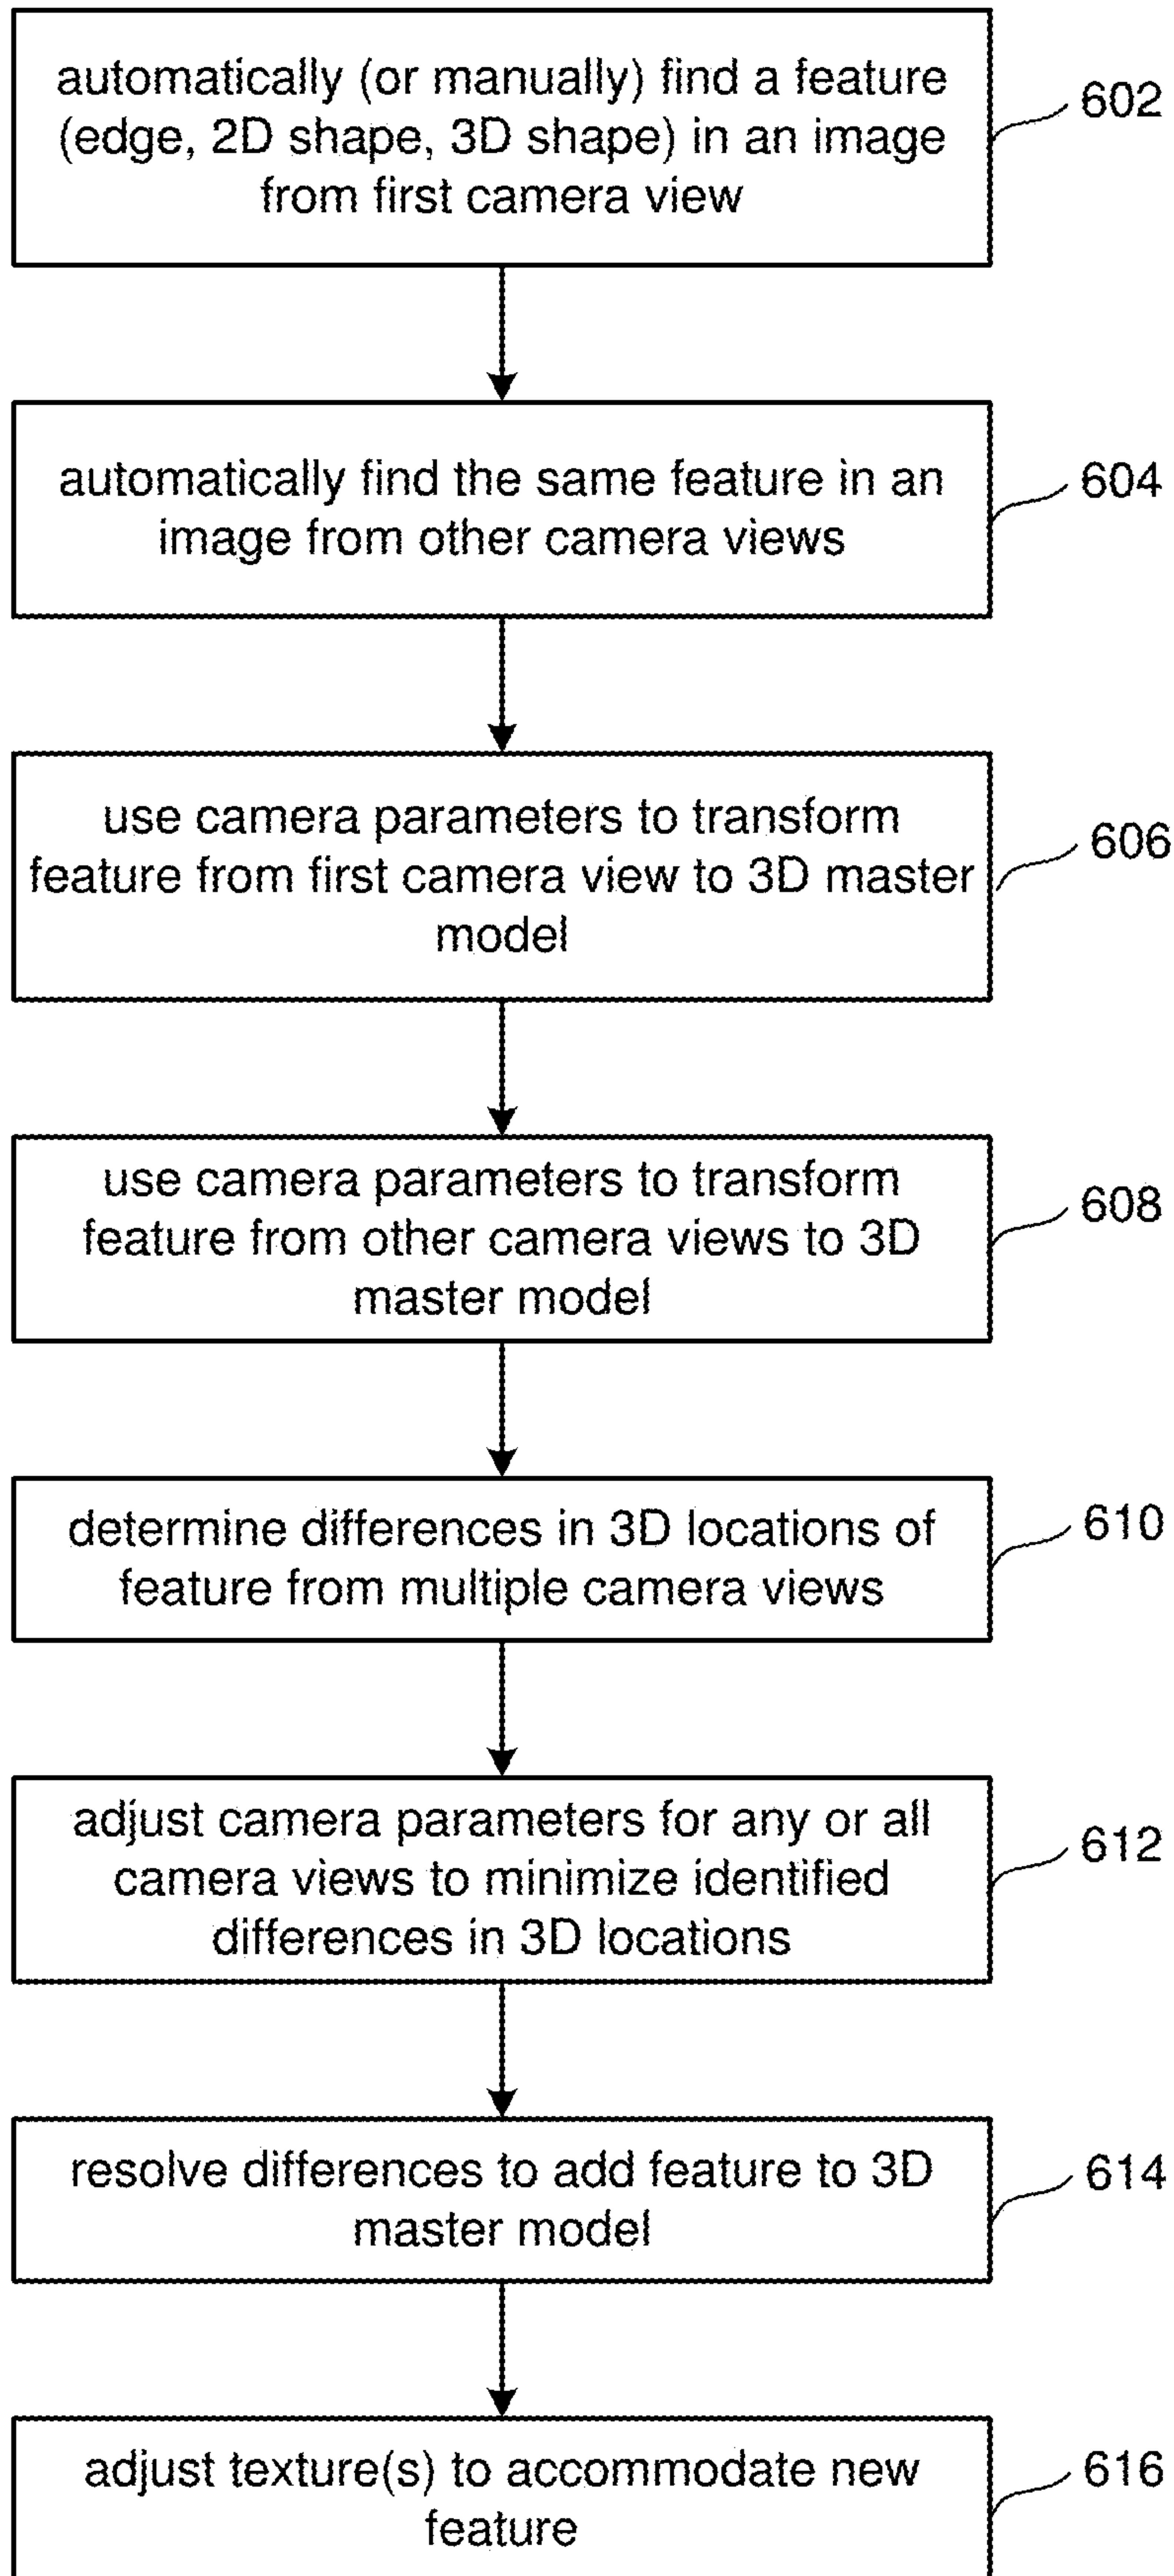 automatically (or manually) find a feature
(edge, 2D shape, 3D shape) in an image
from first camera view
602
automatically find the same feature in an
image from other camera views
604
use camera parameters to transform
feature from first camera view to 3D master
model
606
use camera parameters to transform
feature from other camera views to 3D
master model
608
determine differences in 3D locations of
feature from multiple camera views
610
adjust camera parameters for any or all
camera views to minimize identified
differences in 3D locations
612
resolve differences to add feature to 3D
master model
614
adjust texture(s) to accommodate new
feature
616